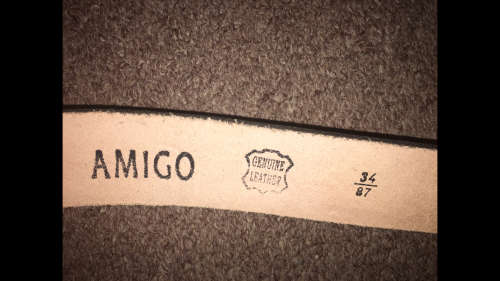 AMIGO
GENUINE
LEATHER
34
87